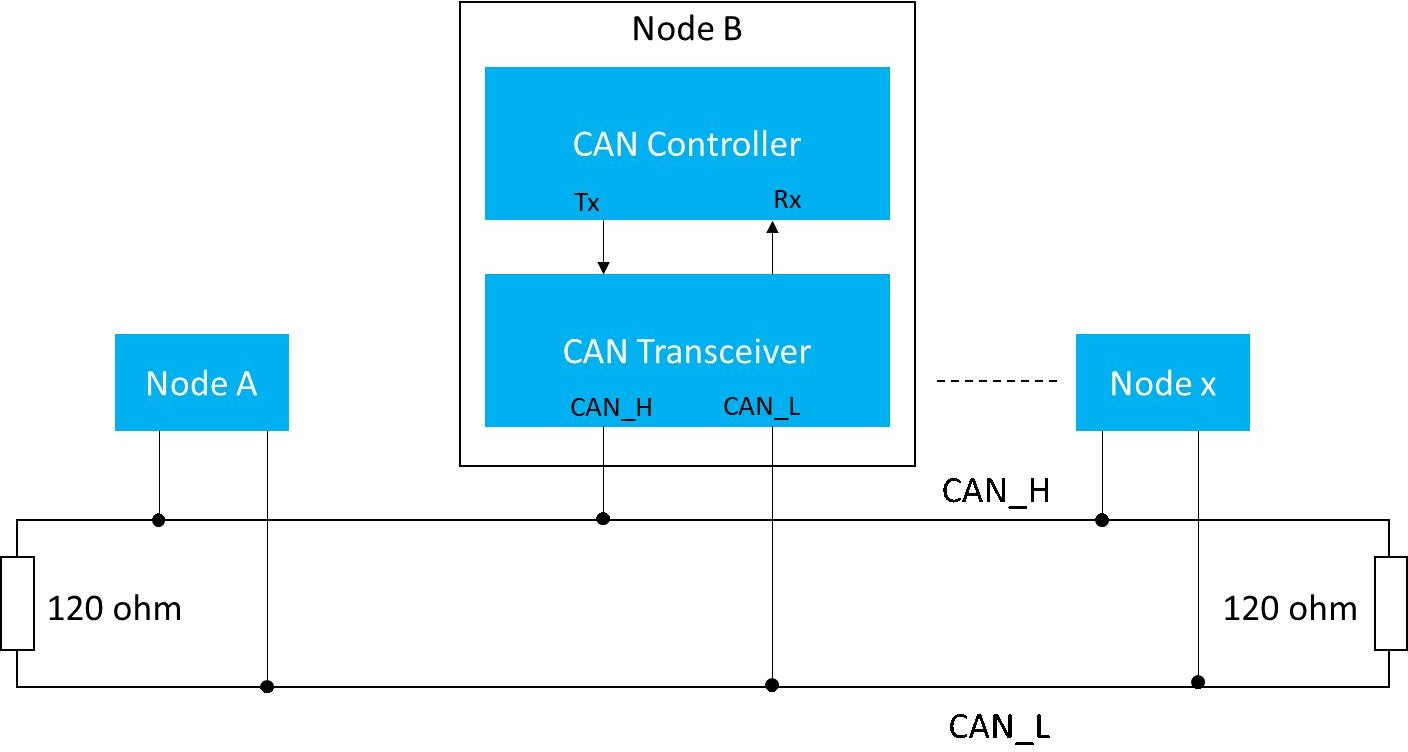 Node B
CAN Controller
Tx
Rx
CAN Transceiver
CAN_H
CAN_L
Node A
Node x
CAN_H
120 ohm
120 ohm
CAN_L